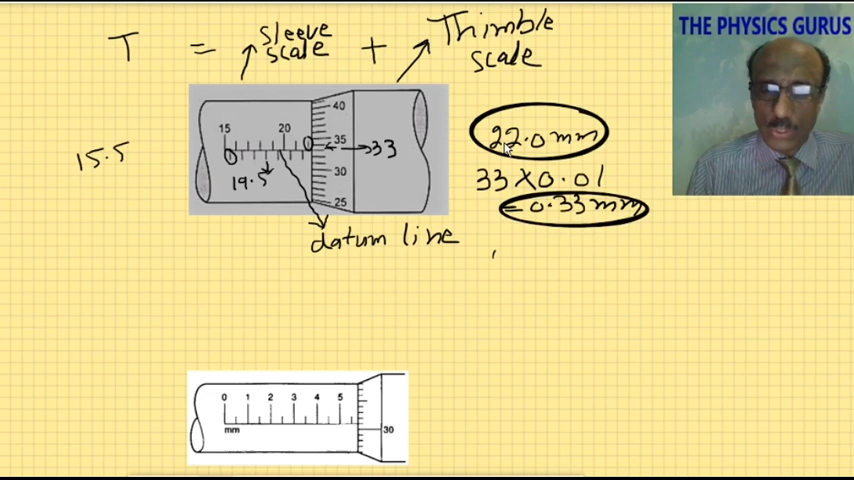 THE PHYSICS GURUS
T = sleeve scale + Thimble scale
40
15 20 35
33
15.5
19.5
30
25
22.0 mm
33 X 0.01
= 0.33 mm
datum line
0 1 2 3 4 5
mm
30